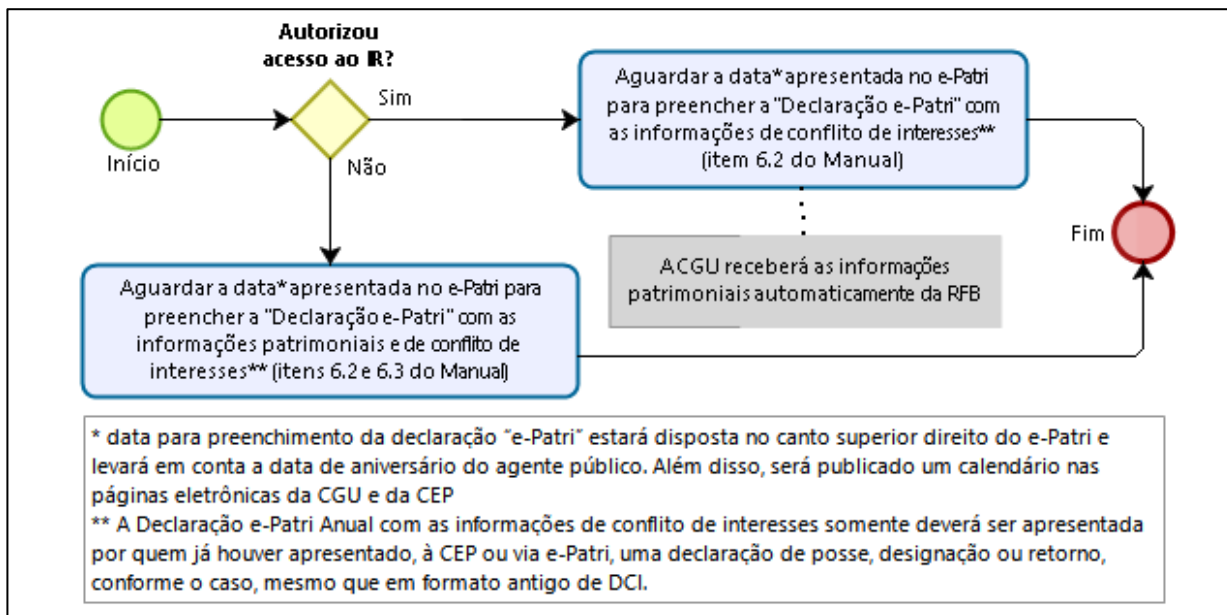 Autorizou
acesso ao IR?
Início
Sim
Não
Aguardar a data* apresentada no e-Patri
para preencher a "Declaração e-Patri" com
as informações de conflito de interesses**
(item 6.2 do Manual)
A CGU receberá as informações
patrimoniais automaticamente da RFB
Fim
Aguardar a data* apresentada no e-Patri para
preencher a "Declaração e-Patri" com as
informações patrimoniais e de conflito de
interesses** (itens 6.2 e 6.3 do Manual)
* data para preenchimento da declaração “e-Patri” estará disposta no canto superior direito do e-Patri e
levará em conta a data de aniversário do agente público. Além disso, será publicado um calendário nas
páginas eletrônicas da CGU e da CEP
** A Declaração e-Patri Anual com as informações de conflito de interesses somente deverá ser apresentada
por quem já houver apresentado, à CEP ou via e-Patri, uma declaração de posse, designação ou retorno,
conforme o caso, mesmo que em formato antigo de DCI.